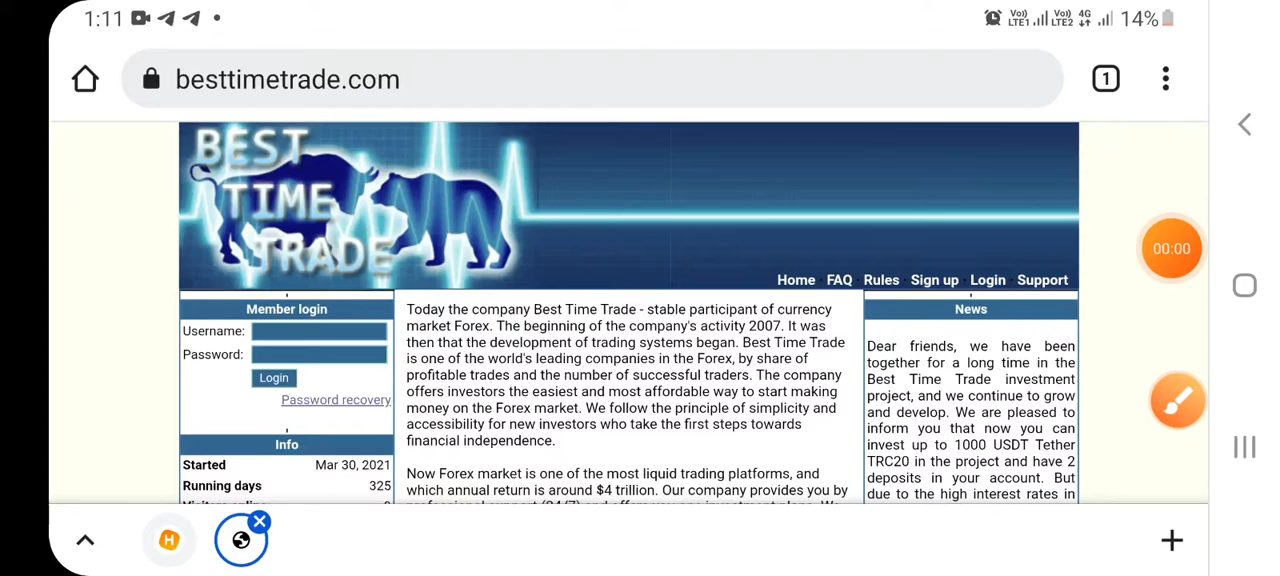 1:11
Vo) LTE1 Vo) LTE2 4G 14%
besttimetrade.com
1
BEST
TIME
TRADE
Home · FAQ · Rules · Sign up · Login · Support
Member login
Username:
Password:
Login
Password recovery
Info
Started Mar 30, 2021
Running days 325
Today the company Best Time Trade - stable participant of currency
market Forex. The beginning of the company's activity 2007. It was
then that the development of trading systems began. Best Time Trade
is one of the world's leading companies in the Forex, by share of
profitable trades and the number of successful traders. The company
offers investors the easiest and most affordable way to start making
money on the Forex market. We follow the principle of simplicity and
accessibility for new investors who take the first steps towards
financial independence.
Now Forex market is one of the most liquid trading platforms, and
which annual return is around $4 trillion. Our company provides you by
News
Dear friends, we have been
together for a long time in the
Best Time Trade investment
project, and we continue to grow
and develop. We are pleased to
inform you that now you can
invest up to 1000 USDT Tether
TRC20 in the project and have 2
deposits in your account. But
due to the high interest rates in
00:00
H